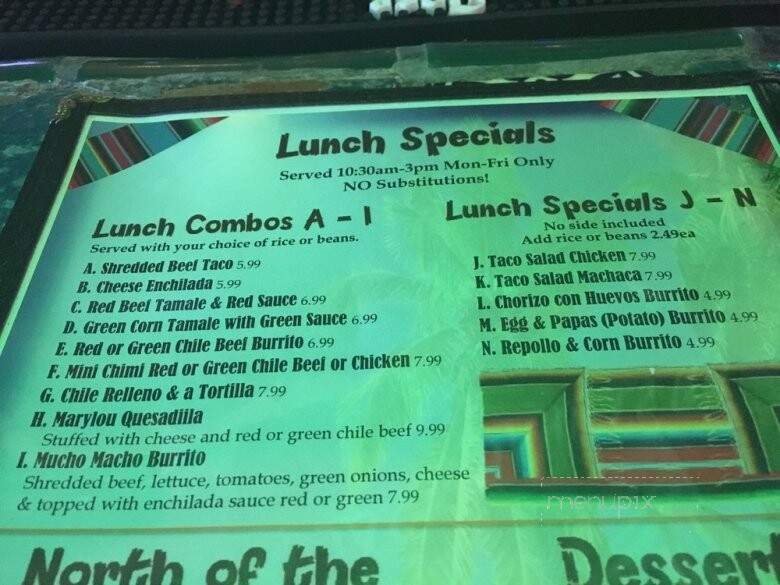 Lunch Specials
Served 10:30am-3pm Mon-Fri Only
NO Substitutions!
Lunch Combos A - I
Served with your choice of rice or beans.
A. Shredded Beef Taco 5.99
B. Cheese Enchilada 5.99
C. Red Beef Tamale & Red Sauce 6.99
D. Green Corn Tamale with Green Sauce 6.99
E. Red or Green Chile Beef Burrito 6.99
F. Mini Chimi Red or Green Chile Beef or Chicken 7.99
G. Chile Relleno & a Tortilla 7.99
H. Marylou Quesadilla
Stuffed with cheese and red or green chile beef 9.99
I. Mucho Macho Burrito
Shredded beef, lettuce, tomatoes, green onions, cheese
& topped with enchilada sauce red or green 7.99
Lunch Specials J - N
No side included
Add rice or beans 2.49ea
J. Taco Salad Chicken 7.99
K. Taco Salad Machaca 7.99
L. Chorizo con Huevos Burrito 4.99
M. Egg & Papas (Potato) Burrito 4.99
N. Repollo & Corn Burrito 4.99
menupix
North of the
Dessert